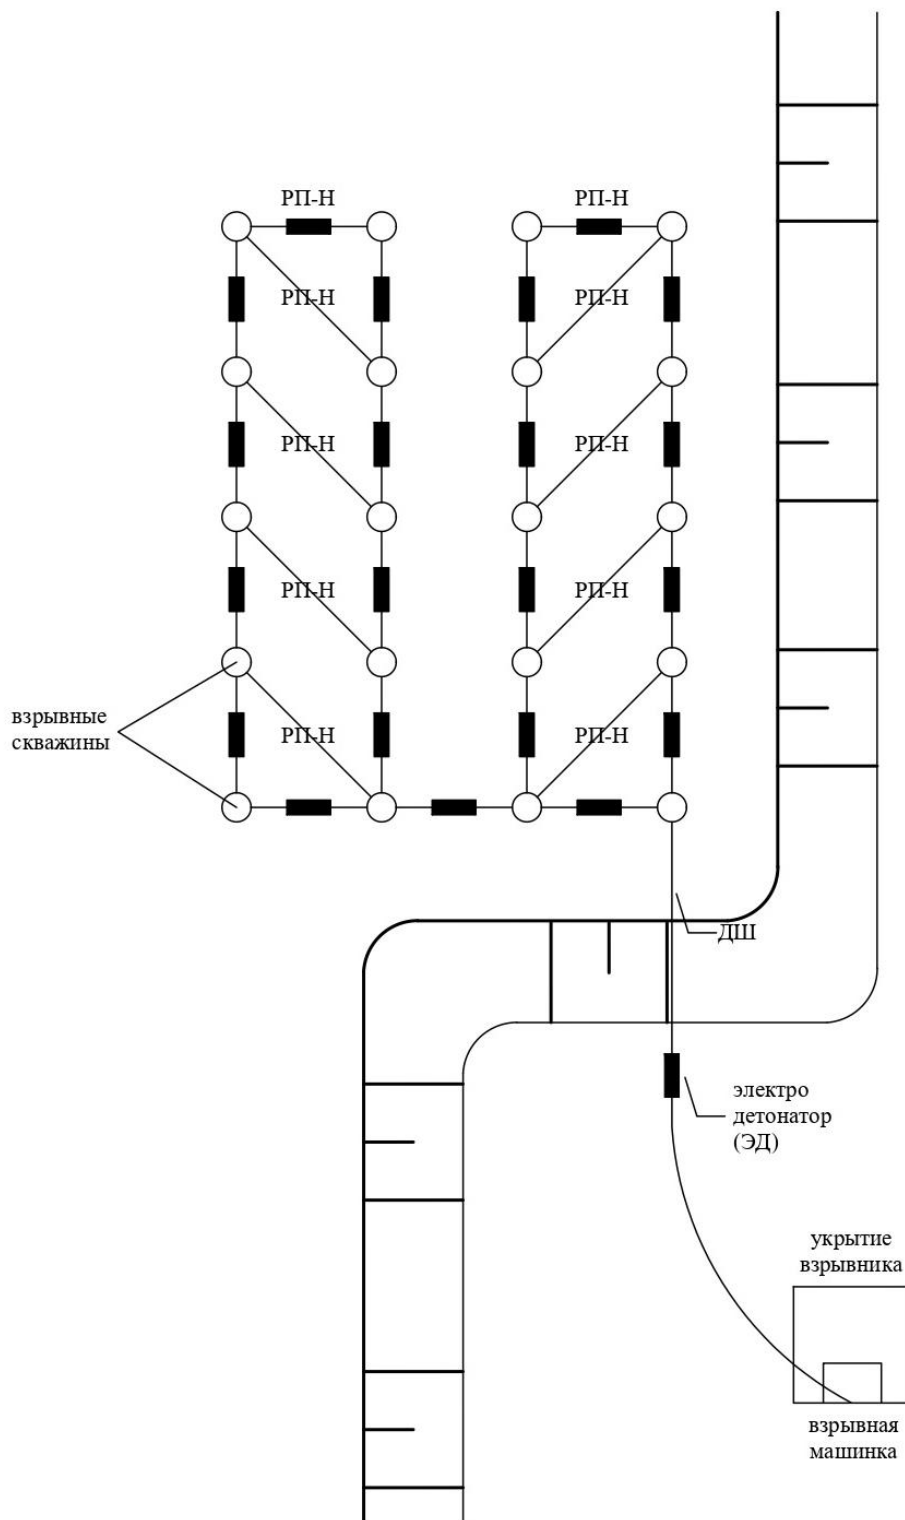 РП-Н
РП-Н
РП-Н
РП-Н
РП-Н
РП-Н
РП-Н
РП-Н
РП-Н
РП-Н
взрывные
скважины
ДШ
электро
детонатор
(ЭД)
укрытие
взрывника
взрывная
машинка